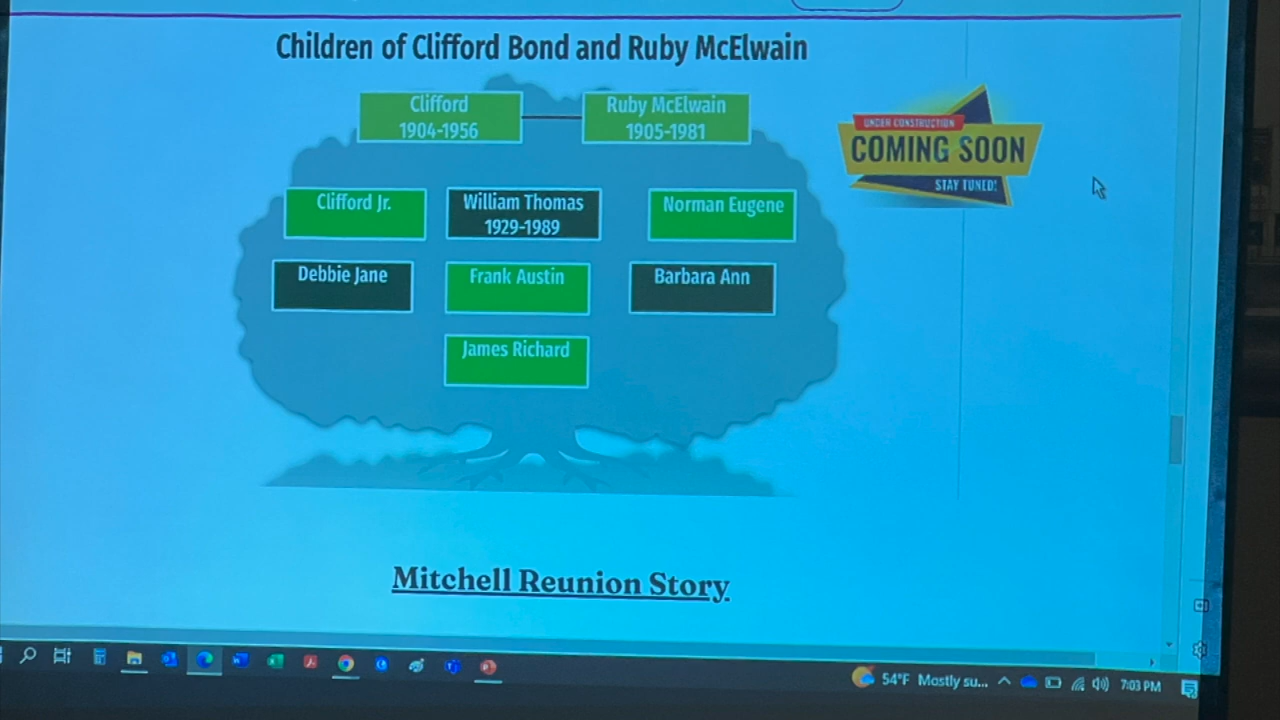 Children of Clifford Bond and Ruby McElwain
Clifford
1904-1956
Ruby McElwain
1905-1981
UNDER CONSTRUCTION
COMING SOON
STAY TUNED!
Clifford Jr.
William Thomas
1929-1989
Norman Eugene
Debbie Jane
Frank Austin
Barbara Ann
James Richard
Mitchell Reunion Story
54°F Mostly su...
7:03 PM